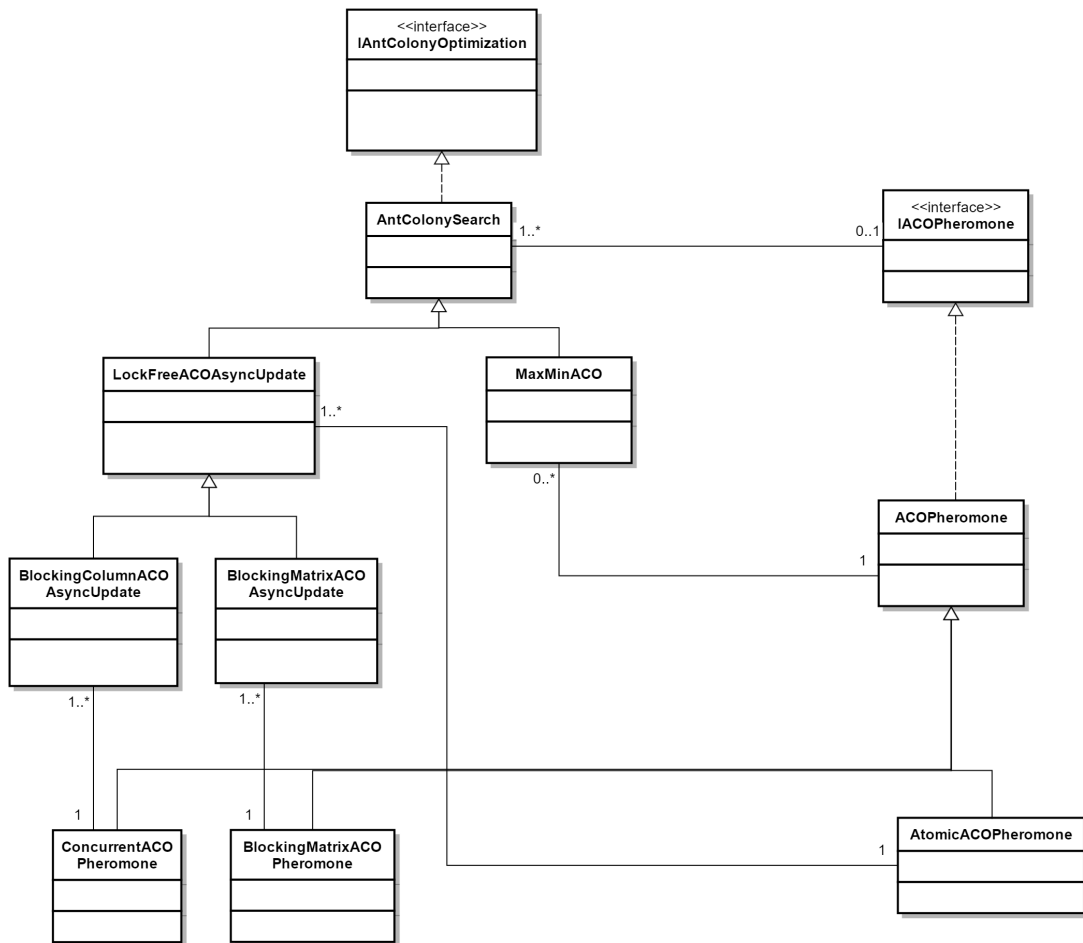 <<interface>>
IAntColonyOptimization
AntColonySearch
<<interface>>
IACOPheromone
1..*
0..1
LockFreeACOAsyncUpdate
MaxMinACO
1..*
0..*
ACOPheromone
1
BlockingColumnACO
AsyncUpdate
BlockingMatrixACO
AsyncUpdate
1..*
1..*
1
1
ConcurrentACO
Pheromone
BlockingMatrixACO
Pheromone
AtomicACOPheromone
1